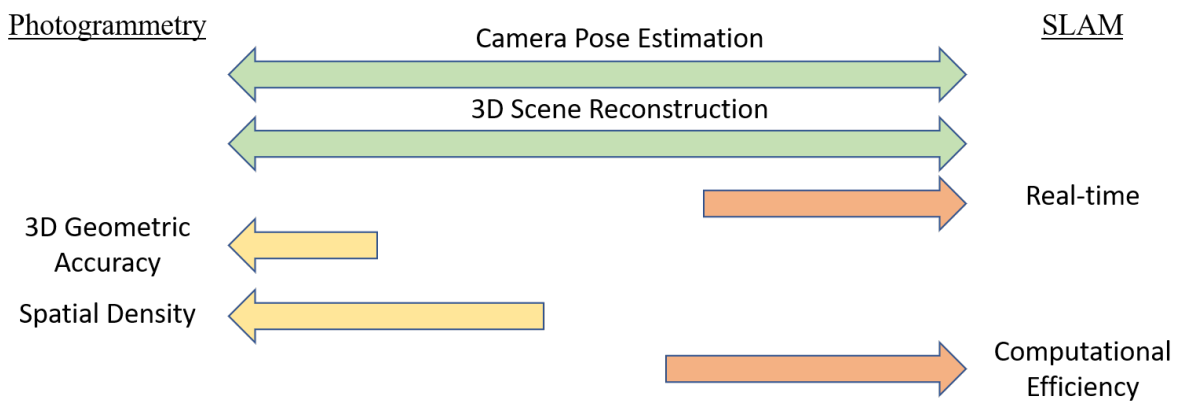 Photogrammetry
SLAM
Camera Pose Estimation
3D Scene Reconstruction
Real-time
3D Geometric
Accuracy
Spatial Density
Computational
Efficiency